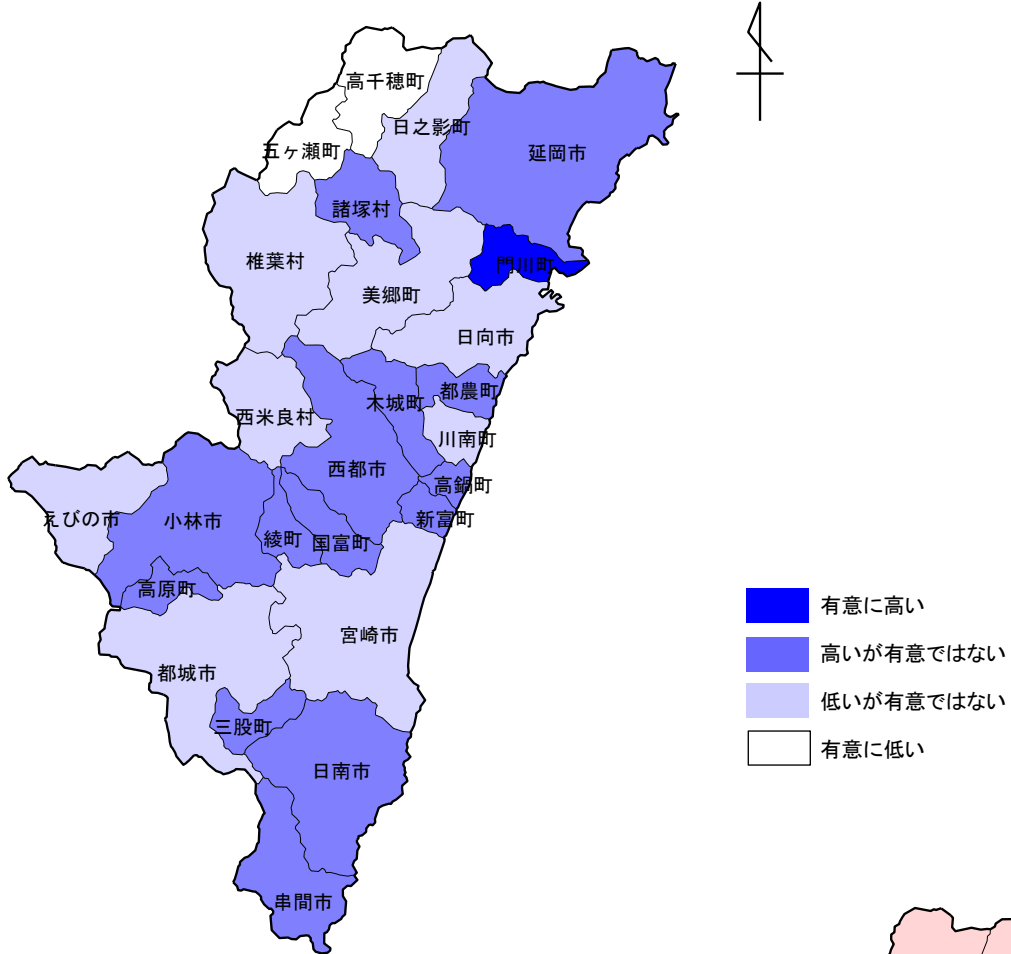 高千穂町
日之影町
五ヶ瀬町
延岡市
諸塚村
椎葉村
門川町
美郷町
日向市
都農町
木城町
西米良村
川南町
西都市
高鍋町
えびの市
小林市
新富町
綾町
国富町
高原町
宮崎市
都城市
三股町
日南市
串間市
有意に高い
高いが有意ではない
低いが有意ではない
有意に低い